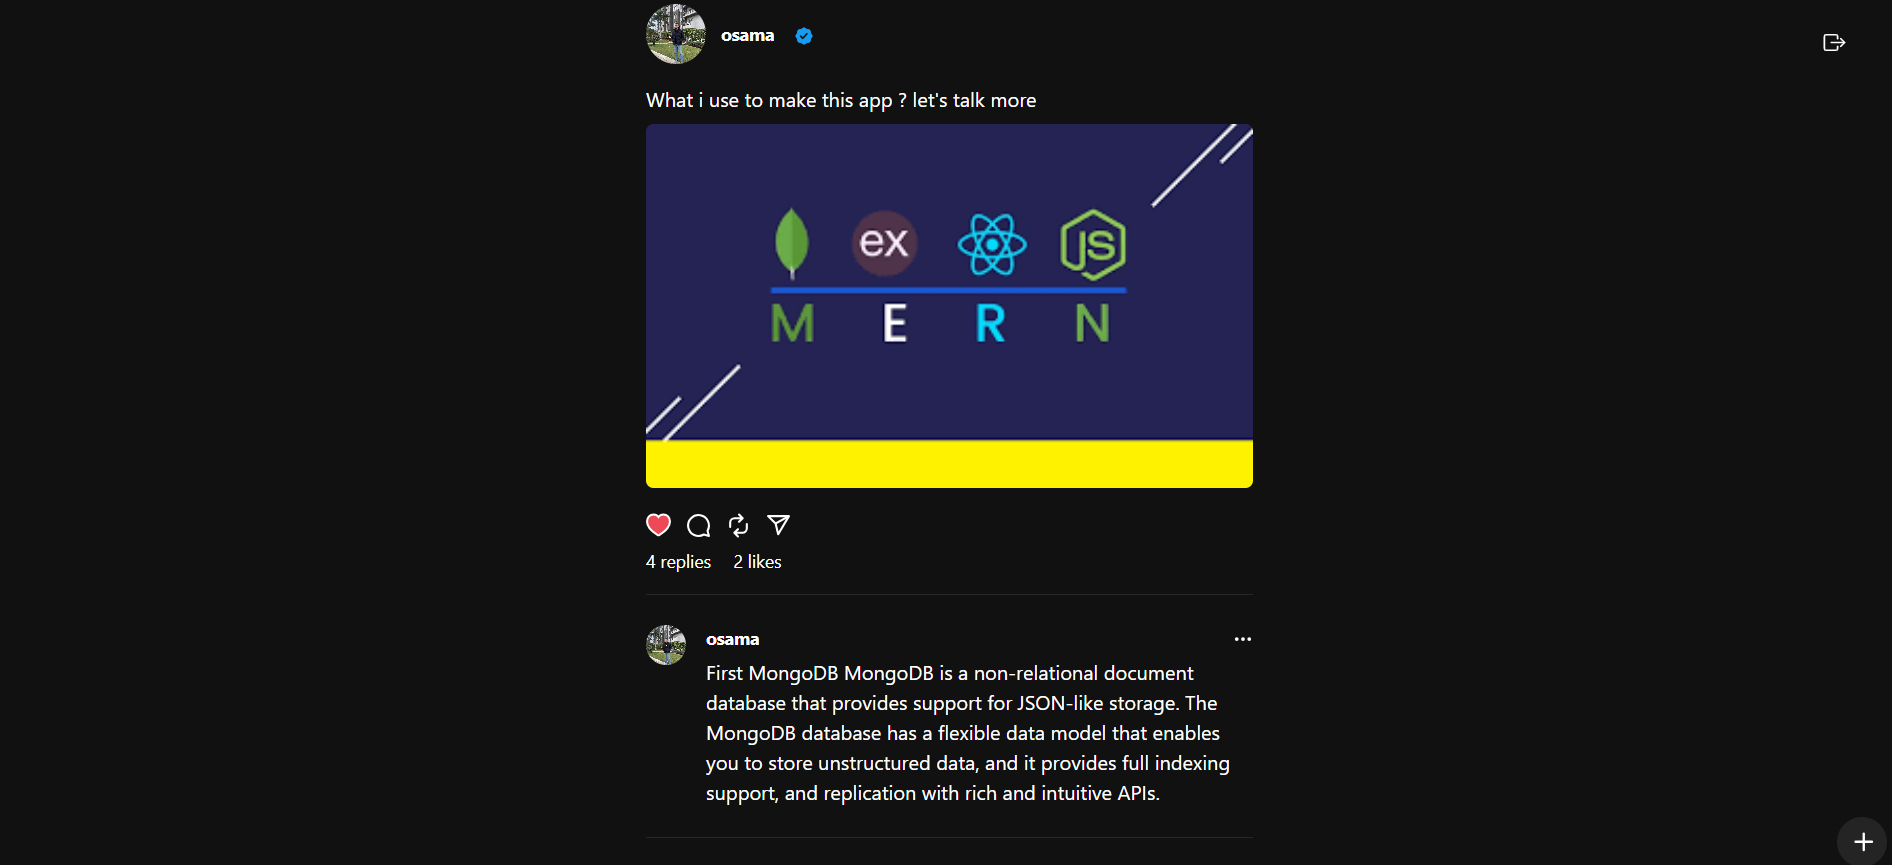 osama
What i use to make this app ? let's talk more
ex
JS
M E R N
4 replies 2 likes
osama
First MongoDB MongoDB is a non-relational document
database that provides support for JSON-like storage. The
MongoDB database has a flexible data model that enables
you to store unstructured data, and it provides full indexing
support, and replication with rich and intuitive APIs.